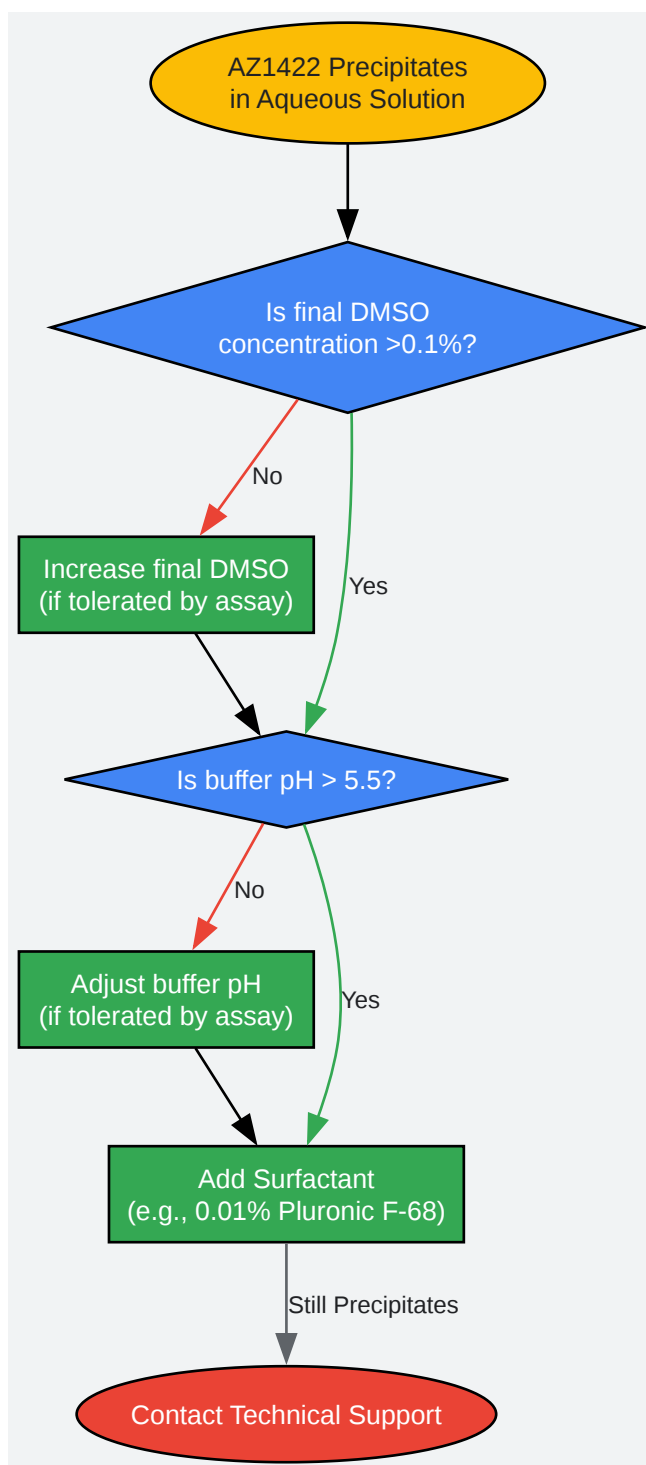 AZ1422 Precipitates
in Aqueous Solution
Is final DMSO
concentration >0.1%?
No
Increase final DMSO
(if tolerated by assay)
Yes
Is buffer pH > 5.5?
No
Adjust buffer pH
(if tolerated by assay)
Yes
Add Surfactant
(e.g., 0.01% Pluronic F-68)
Still Precipitates
Contact Technical Support